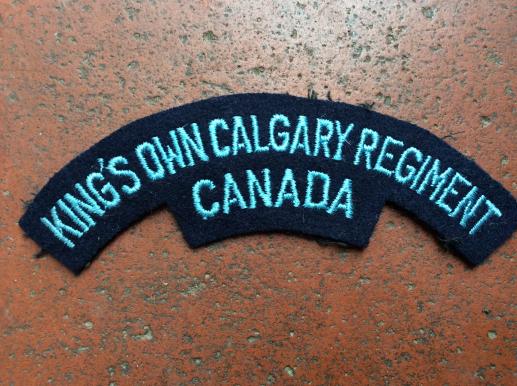 KING'S OWN CALGARY REGIMENT
CANADA